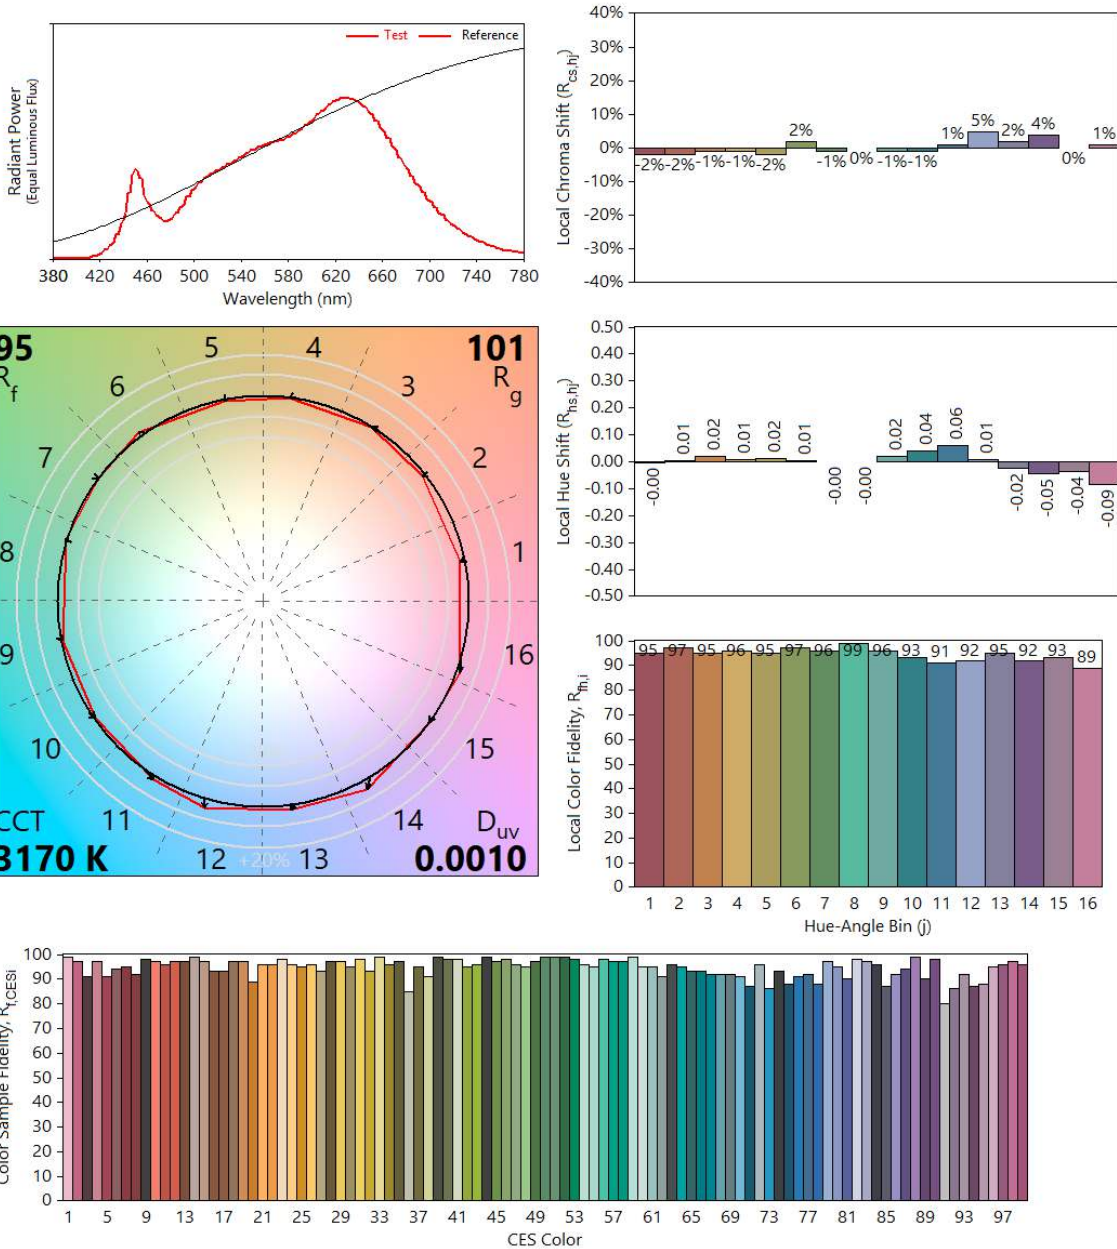 Test Reference
Radiant Power
(Equal Luminous Flux)
380 420 460 500 540 580 620 660 700 740 780
Wavelength (nm)
40%
30%
20%
10%
0%
-10%
-20%
-30%
-40%
Local Chroma Shift (Rcs,hj)
-2% -2% -1% -1% -2% 2% -1% 0% -1% -1% 1% 5% 2% 4% 0% 1%
95
Rf
101
Rg
5 4
6 3
7 2
8 1
9 16
10 15
11 14
12 +20% 13
CCT
3170 K
Duv
0.0010
0.50
0.40
0.30
0.20
0.10
0.00
-0.10
-0.20
-0.30
-0.40
-0.50
Local Hue Shift (Rhs,hj)
-0.00 0.01 0.02 0.01 0.02 0.01 -0.00 -0.00 0.02 0.04 0.06 0.01 -0.02 -0.05 -0.04 -0.09
100
90
80
70
60
50
40
30
20
10
0
Local Color Fidelity, Rfh,i
95 97 95 96 95 97 96 99 96 93 91 92 95 92 93 89
1 2 3 4 5 6 7 8 9 10 11 12 13 14 15 16
Hue-Angle Bin (j)
100
90
80
70
60
50
40
30
20
10
0
Color Sample Fidelity, Rf,CESi
1 5 9 13 17 21 25 29 33 37 41 45 49 53 57 61 65 69 73 77 81 85 89 93 97
CES Color